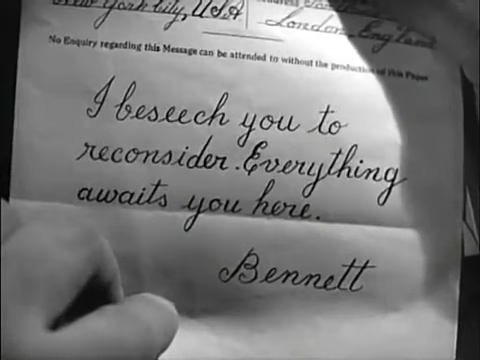 New York City, U.S.A.
London, England
No Enquiry regarding this Message can be attended to without the production of this Paper
I beseech you to
reconsider. Everything
awaits you here.
Bennett